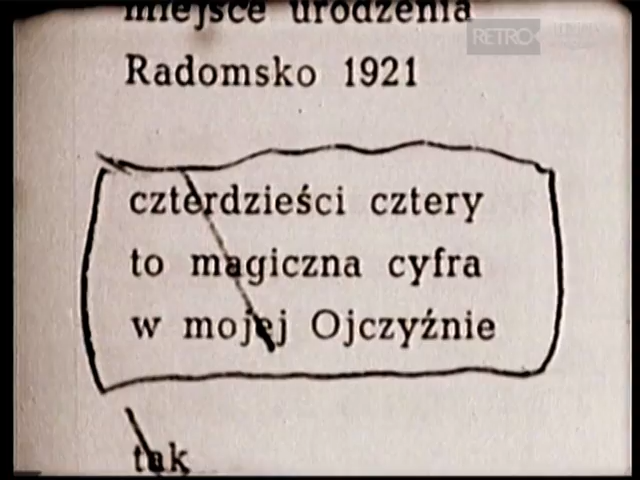 miejsce urodzenia
RETRO
Radomsko 1921
czterdzieści cztery
to magiczna cyfra
w mojej Ojczyźnie
tak